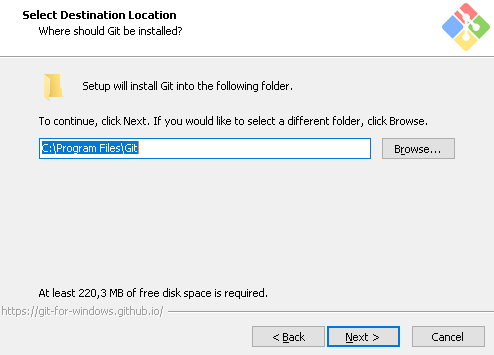 Select Destination Location
Where should Git be installed?
Setup will install Git into the following folder.
To continue, click Next. If you would like to select a different folder, click Browse.
C:\Program Files\Git
Browse...
At least 220,3 MB of free disk space is required.
https://git-for-windows.github.io/
< Back
Next >
Cancel